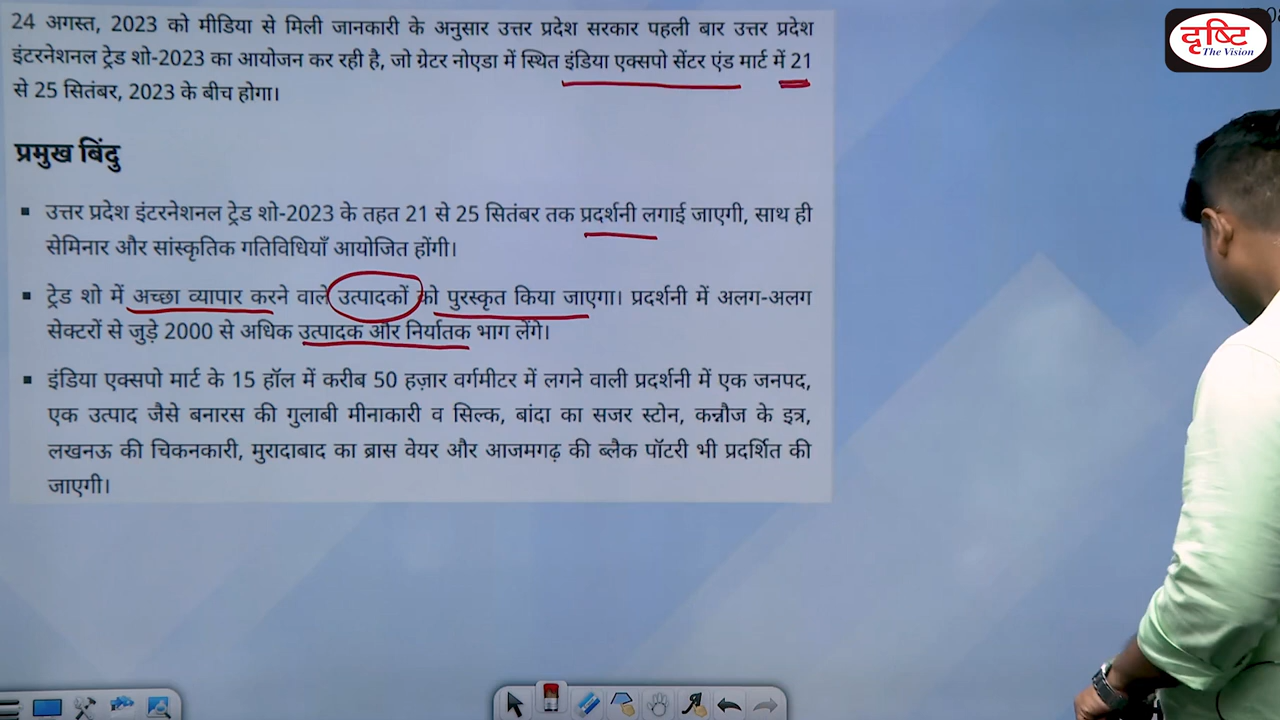 24 अगस्त, 2023 को मीडिया से मिली जानकारी के अनुसार उत्तर प्रदेश सरकार पहली बार उत्तर प्रदेश
इंटरनेशनल ट्रेड शो-2023 का आयोजन कर रही है, जो ग्रेटर नोएडा में स्थित इंडिया एक्सपो सेंटर एंड मार्ट में 21
से 25 सितंबर, 2023 के बीच होगा।
दृष्टि
The Vision
प्रमुख बिंदु
▪ उत्तर प्रदेश इंटरनेशनल ट्रेड शो-2023 के तहत 21 से 25 सितंबर तक प्रदर्शनी लगाई जाएगी, साथ ही
सेमिनार और सांस्कृतिक गतिविधियाँ आयोजित होंगी।
▪ ट्रेड शो में अच्छा व्यापार करने वाले उत्पादकों को पुरस्कृत किया जाएगा। प्रदर्शनी में अलग-अलग
सेक्टरों से जुड़े 2000 से अधिक उत्पादक और निर्यातक भाग लेंगे।
▪ इंडिया एक्सपो मार्ट के 15 हॉल में करीब 50 हज़ार वर्गमीटर में लगने वाली प्रदर्शनी में एक जनपद,
एक उत्पाद जैसे बनारस की गुलाबी मीनाकारी व सिल्क, बांदा का सजर स्टोन, कन्नौज के इत्र,
लखनऊ की चिकनकारी, मुरादाबाद का ब्रास वेयर और आजमगढ़ की ब्लैक पॉटरी भी प्रदर्शित की
जाएगी।